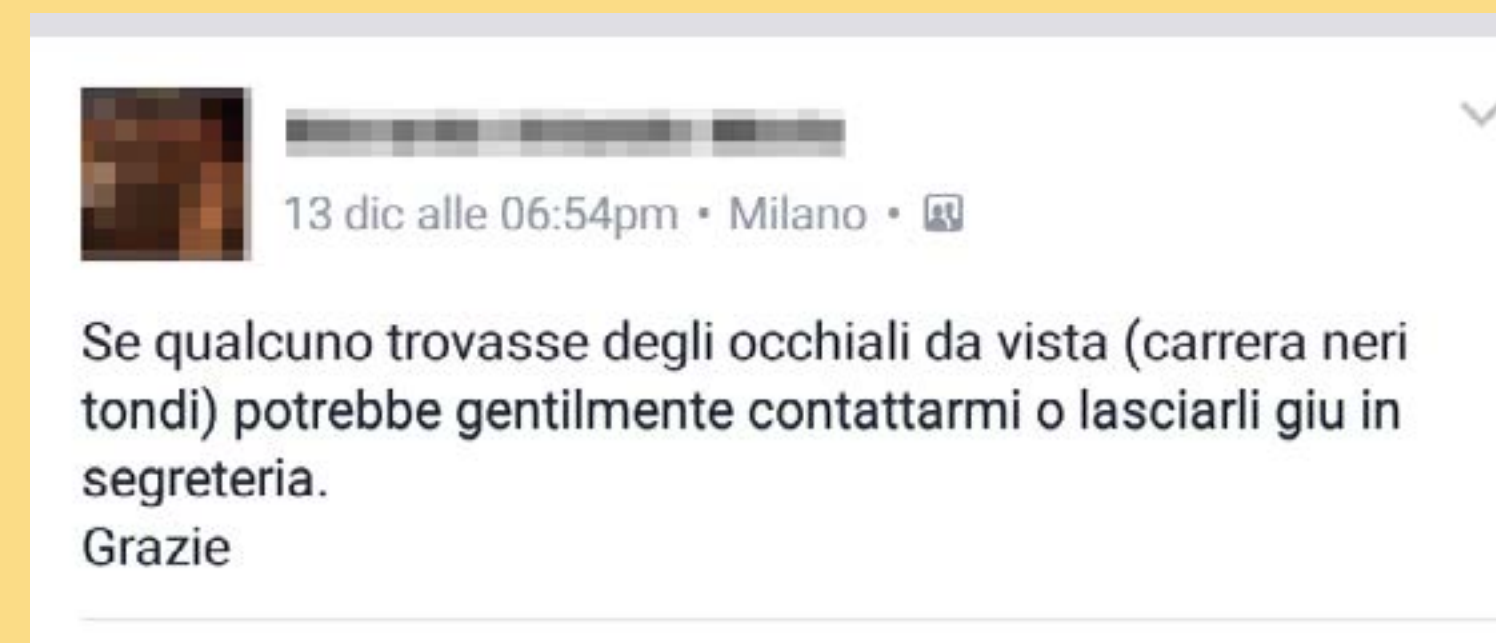 13 dic alle 06:54pm • Milano •
Se qualcuno trovasse degli occhiali da vista (carrera neri
tondi) potrebbe gentilmente contattarmi o lasciarli giu in
segreteria.
Grazie